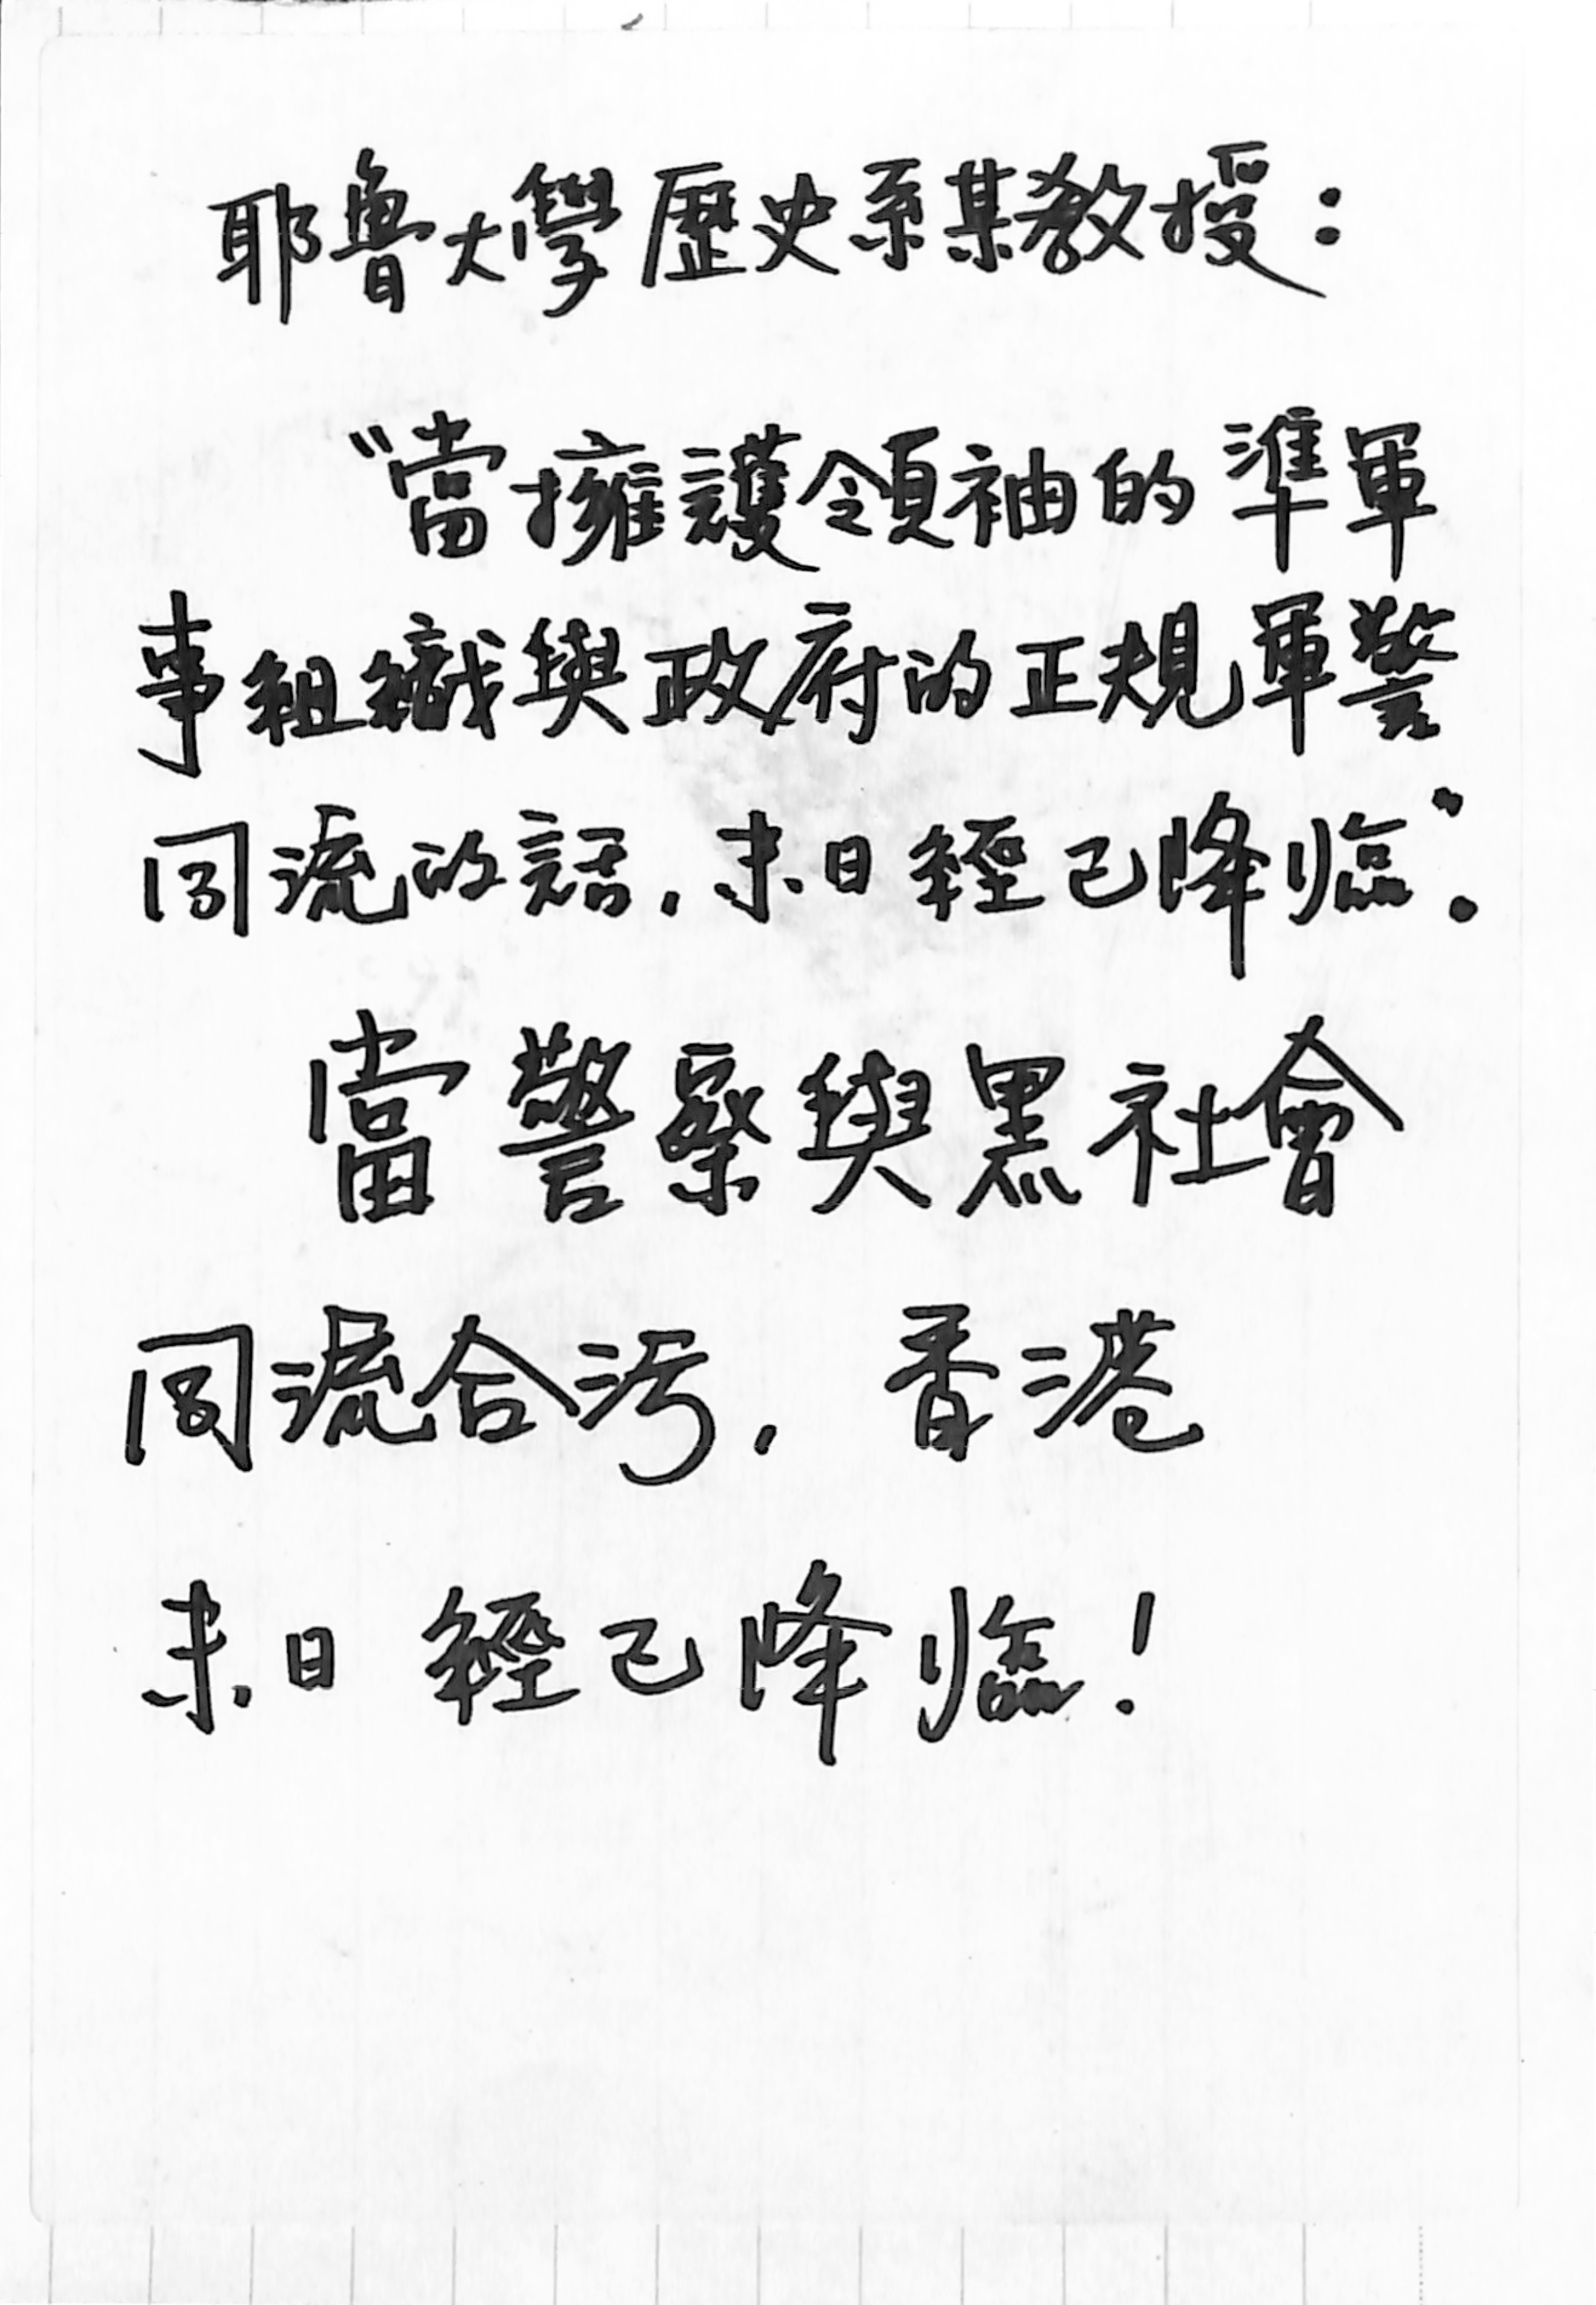 耶魯大學歷史系某教授：
“當擁護領袖的準軍
事組織與政府的正規軍警
同流的話，末日經已降臨”。
當警察與黑社會
同流合污，香港
末日經已降臨！